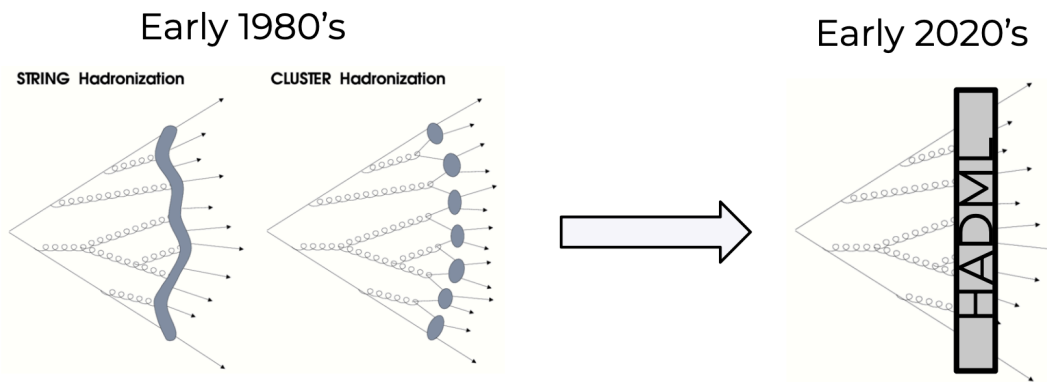 Early 1980's
Early 2020's
STRING Hadronization
CLUSTER Hadronization
HADML